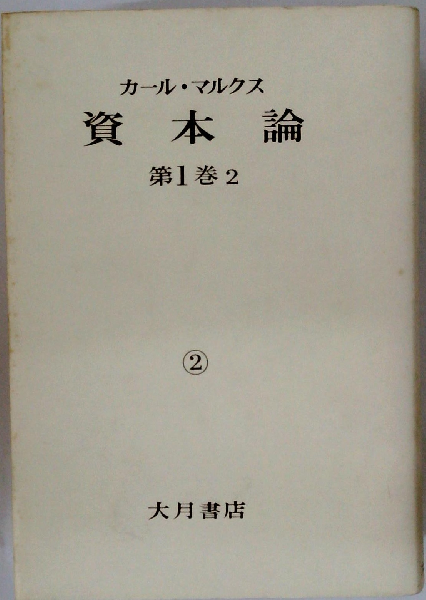 カール・マルクス
資本論
第1巻 2
②
大月書店